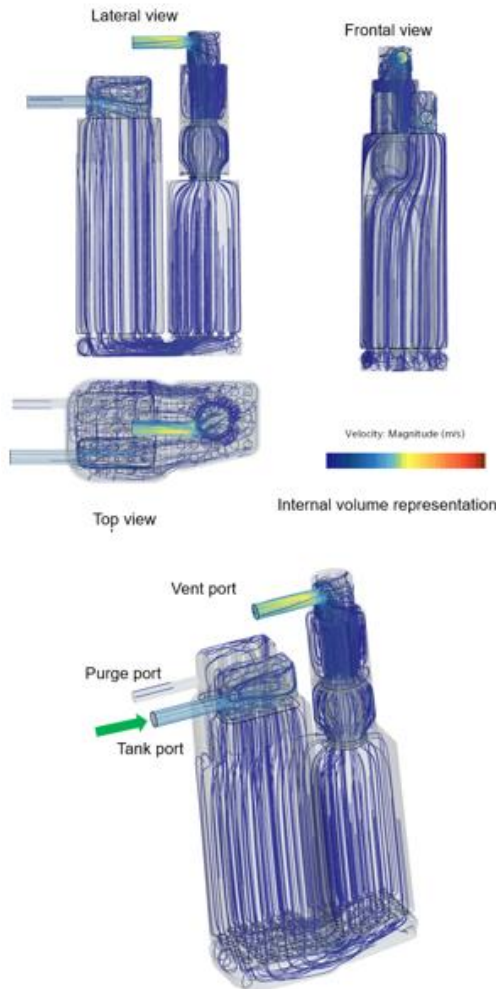 Lateral view
Frontal view
Velocity: Magnitude (m/s)
Internal volume representation
Top view
Vent port
Purge port
Tank port